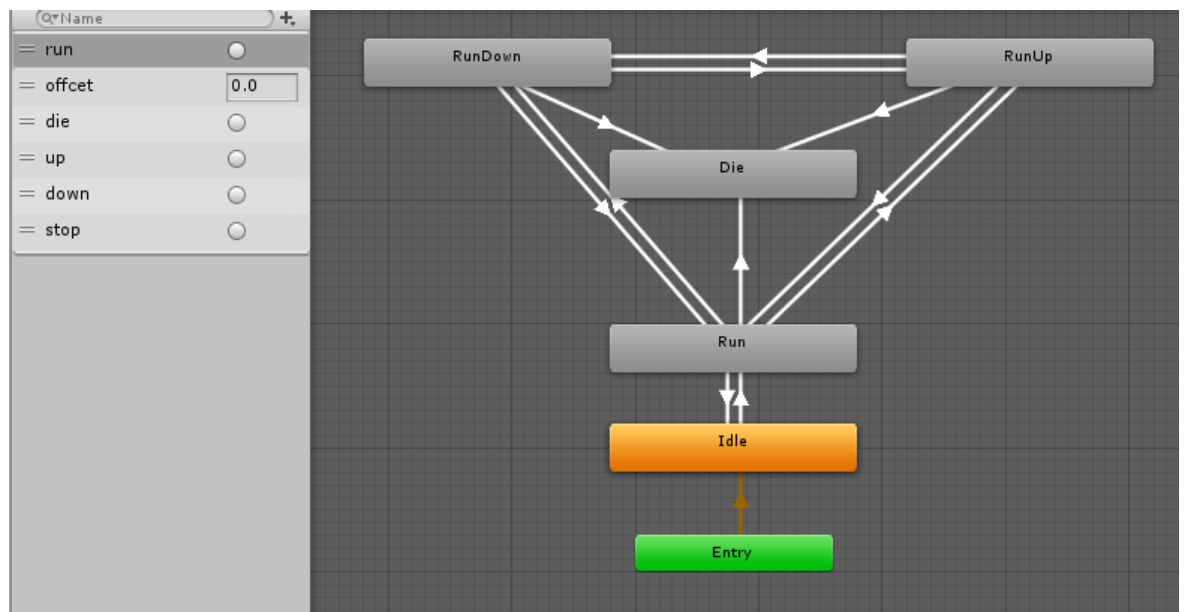 Name
run
offcet 0.0
die
up
down
stop
RunDown
RunUp
Die
Run
Idle
Entry